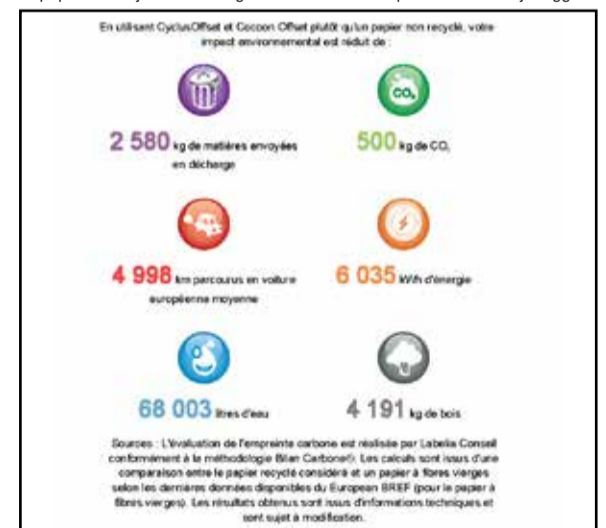 En utilisant CyclusOffset et Cocoon Offset plutôt qu'un papier non recyclé, votre
impact environnemental est réduit de :
CO₂
2 580 kg de matières envoyées
en décharge
500 kg de CO₂
4 998 km parcourus en voiture
européenne moyenne
6 035 kWh d'énergie
68 003 litres d'eau
4 191 kg de bois
Sources : L'évaluation de l'empreinte carbone est réalisée par Labelia Conseil
conformément à la méthodologie Bilan Carbone®. Les calculs sont issus d'une
comparaison entre le papier recyclé considéré et un papier à fibres vierges
selon les dernières données disponibles du European BREF (pour le papier à
fibres vierges). Les résultats obtenus sont issus d'informations techniques et
sont sujet à modification.